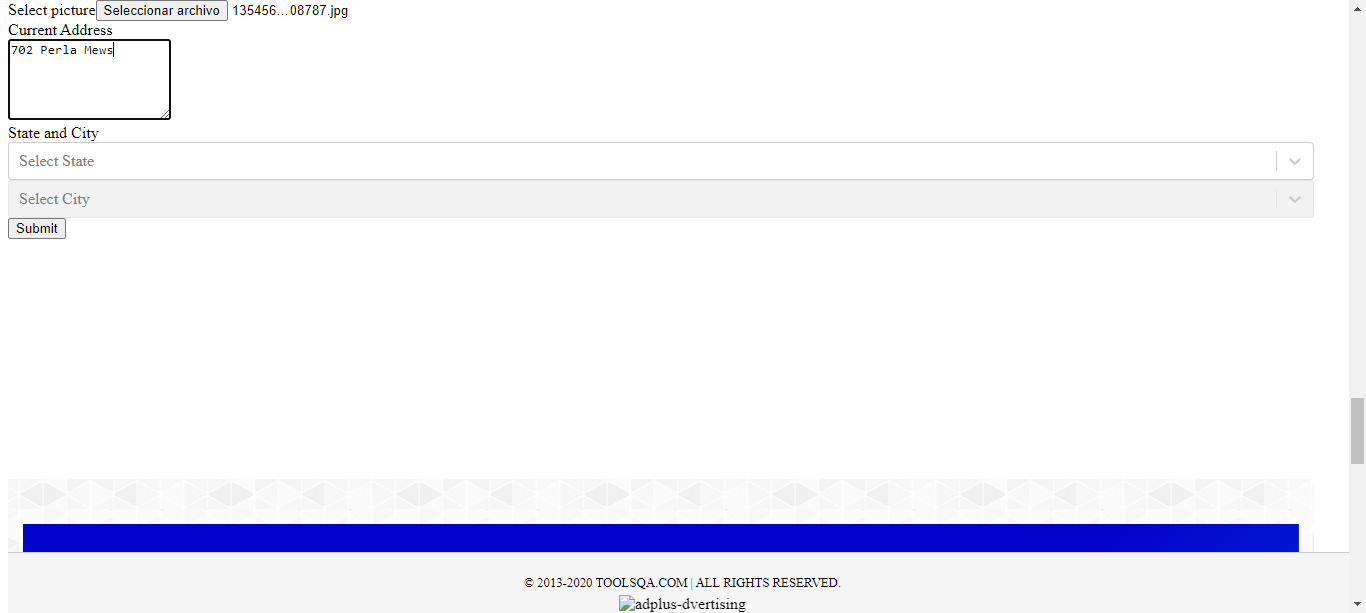 Select picture Seleccionar archivo 135456...08787.jpg
Current Address
702 Perla Mews
State and City
Select State
Select City
Submit
© 2013-2020 TOOLSQA.COM | ALL RIGHTS RESERVED.
adplus-dvertising